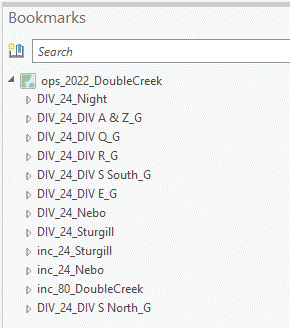 Bookmarks
Search
ops_2022_DoubleCreek
DIV_24_Night
DIV_24_DIV A & Z_G
DIV_24_DIV Q_G
DIV_24_DIV R_G
DIV_24_DIV S South_G
DIV_24_DIV E_G
DIV_24_Nebo
DIV_24_Sturgill
inc_24_Sturgill
inc_24_Nebo
inc_80_DoubleCreek
DIV_24_DIV S North_G